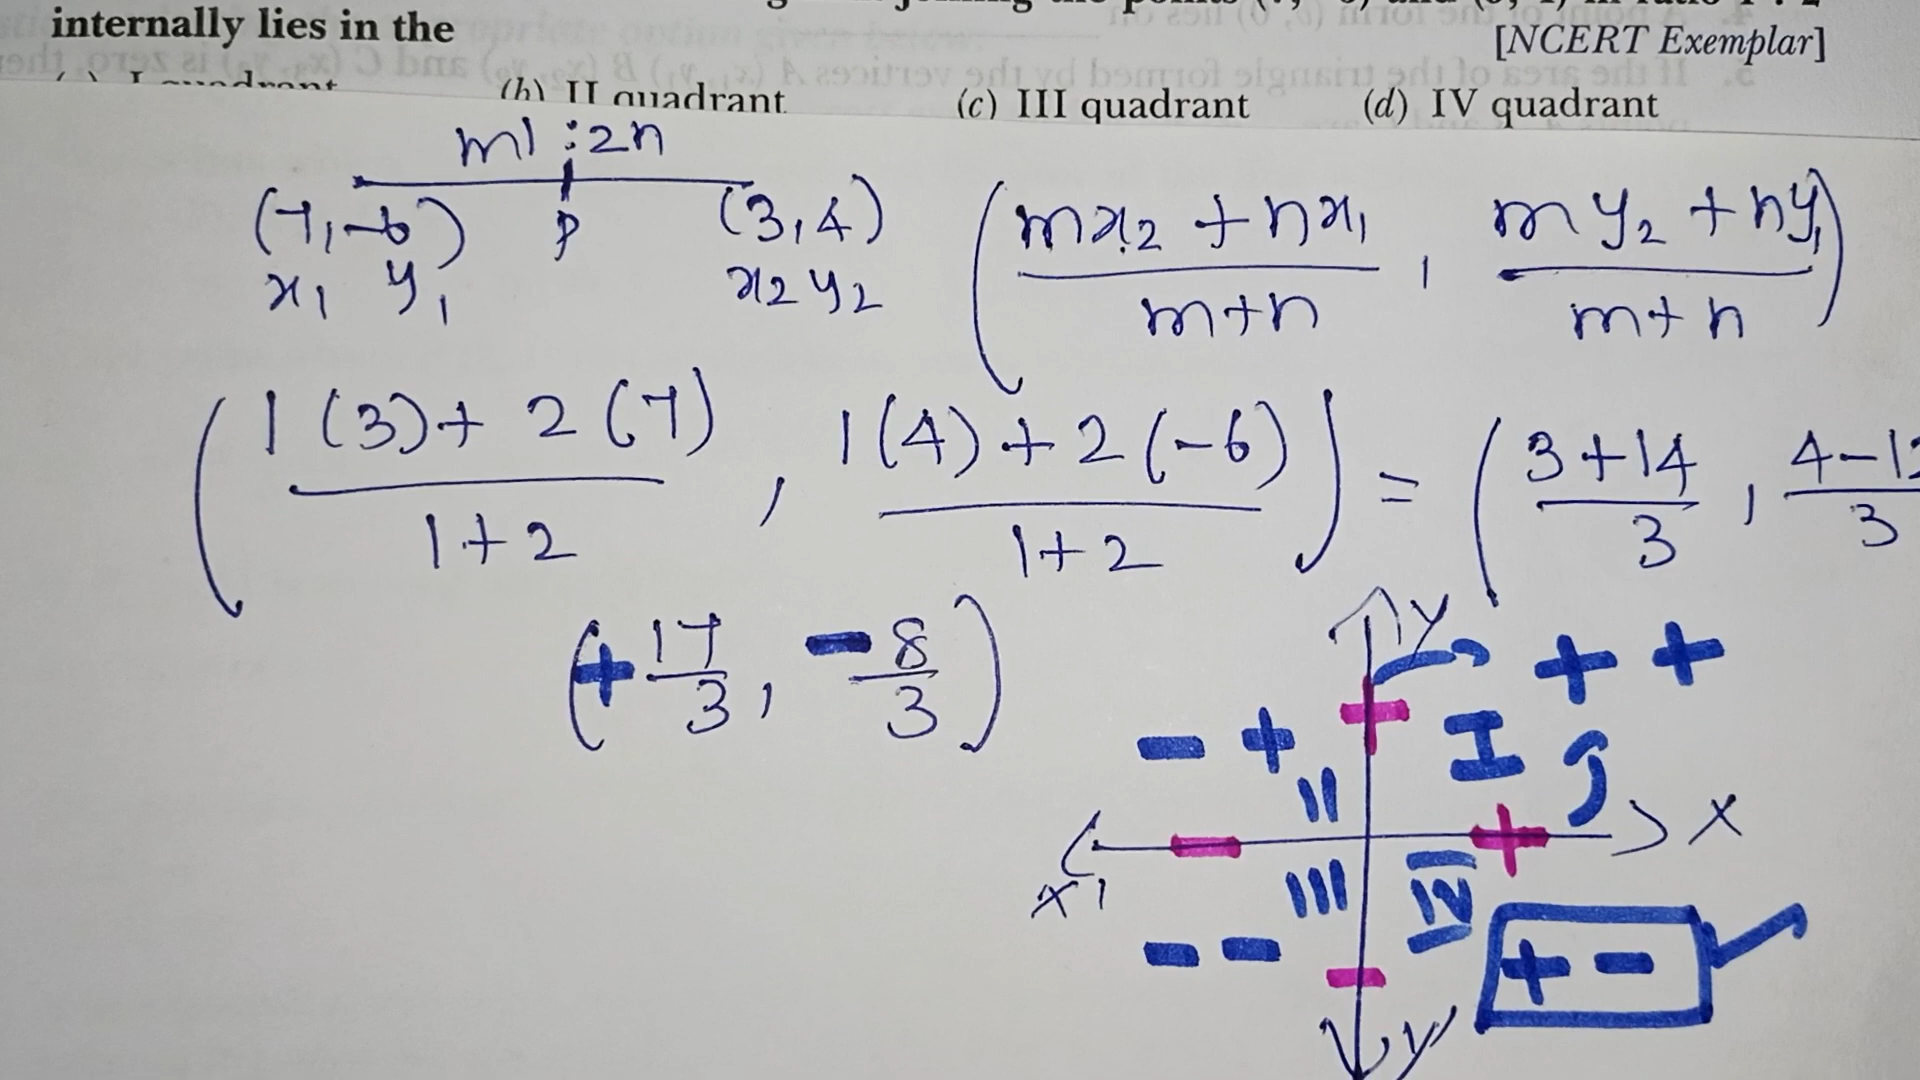 internally lies in the
[NCERT Exemplar]
quadrant (b) II quadrant (c) III quadrant (d) IV quadrant
m1 : 2n
(7, -6) P (3, 4)
x1 y1 x2 y2
(mx2 + nx1 / m+n , my2 + ny1 / m+n)
(1(3) + 2(7) / 1+2 , 1(4) + 2(-6) / 1+2) = (3+14 / 3 , 4-12 / 3
(+17/3, -8/3)
y
+ +
- + I
II
X
x' III IV
- - + -
y'